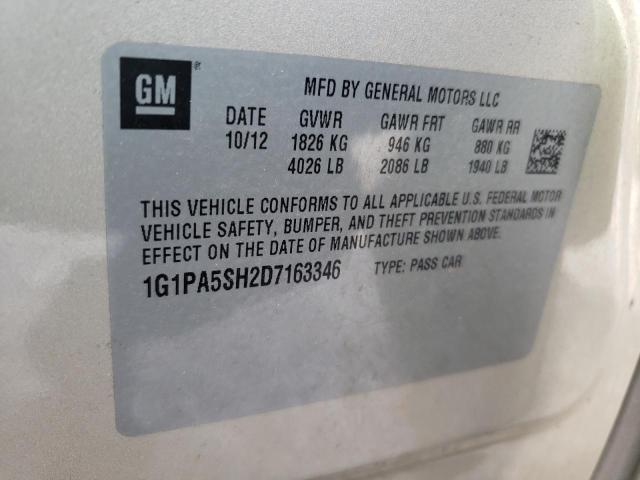 GM ®
MFD BY GENERAL MOTORS LLC
DATE GVWR GAWR FRT GAWR RR
10/12 1826 KG 946 KG 880 KG
4026 LB 2086 LB 1940 LB
THIS VEHICLE CONFORMS TO ALL APPLICABLE U.S. FEDERAL MOTOR
VEHICLE SAFETY, BUMPER, AND THEFT PREVENTION STANDARDS IN
EFFECT ON THE DATE OF MANUFACTURE SHOWN ABOVE.
1G1PA5SH2D7163346 TYPE: PASS CAR